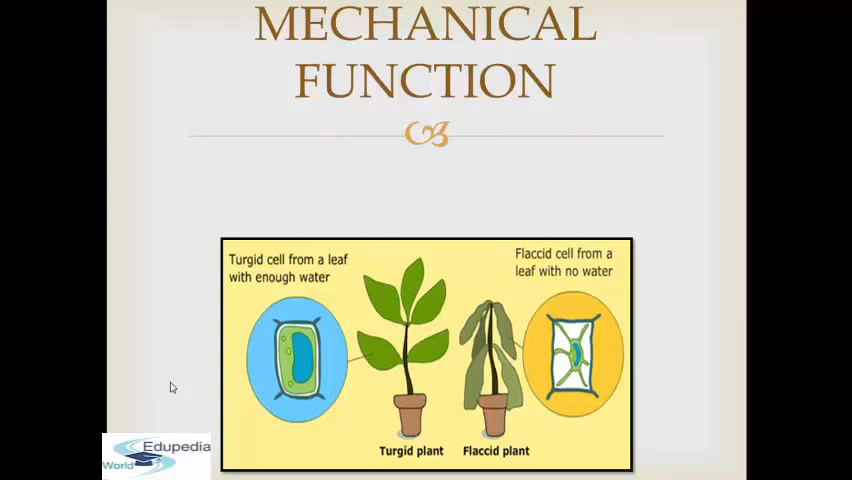 MECHANICAL
FUNCTION
Turgid cell from a leaf
with enough water
Flaccid cell from a
leaf with no water
Turgid plant
Flaccid plant
Edupedia
World